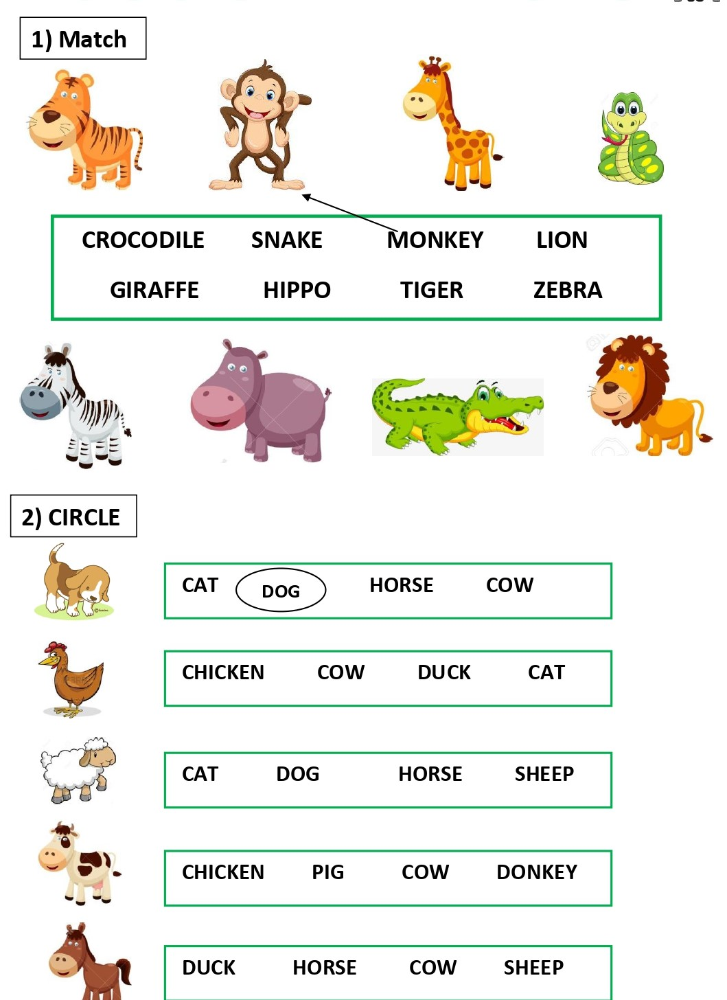 1) Match
CROCODILE SNAKE MONKEY LION
GIRAFFE HIPPO TIGER ZEBRA
2) CIRCLE
CAT DOG HORSE COW
CHICKEN COW DUCK CAT
CAT DOG HORSE SHEEP
CHICKEN PIG COW DONKEY
DUCK HORSE COW SHEEP